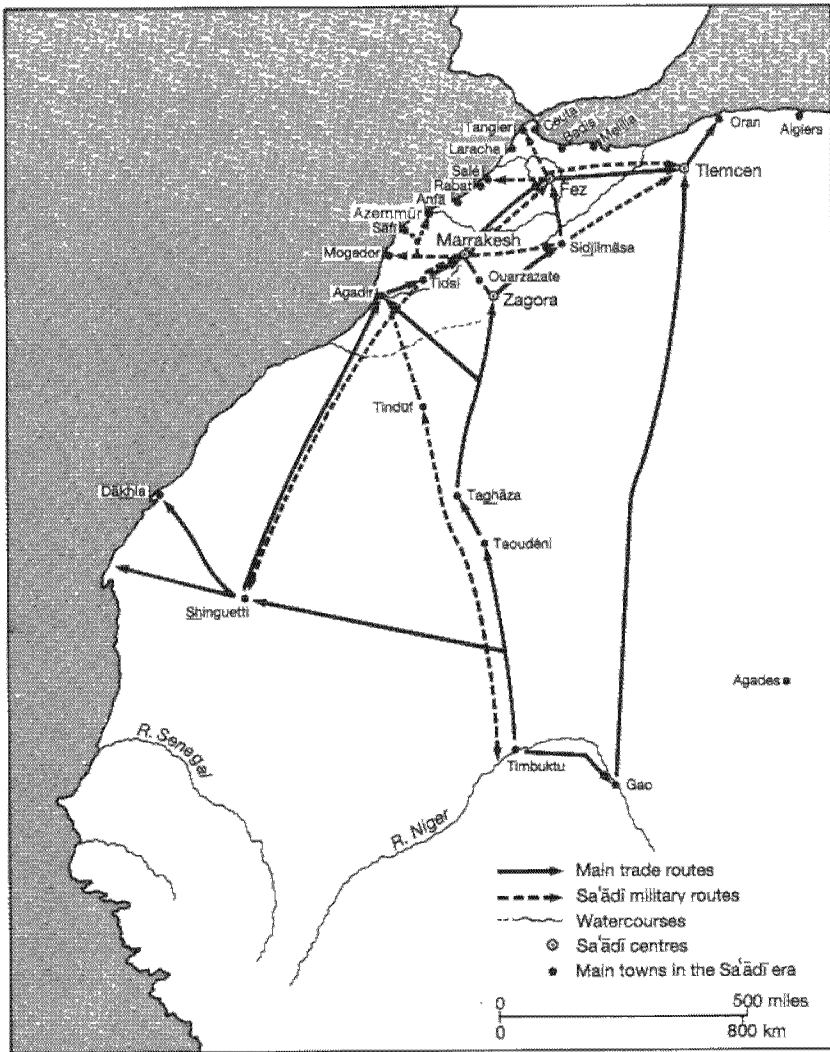 Tangier
Ceuta
Badis
Melilla
Oran
Algiers
Larache
Salé
Rabat
Fez
Tlemcen
Anfa
Azemmūr
Safi
Marrakesh
Sidjilmāsa
Mogador
Ouarzazate
Tidsi
Agadir
Zagora
Tindūf
Dākhla
Taghāza
Taoudéni
Shinguetti
Agades
R. Senegal
Timbuktu
Gao
R. Niger
Main trade routes
Sa'ādī military routes
Watercourses
Sa'ādī centres
Main towns in the Sa'ādī era
0 500 miles
0 800 km